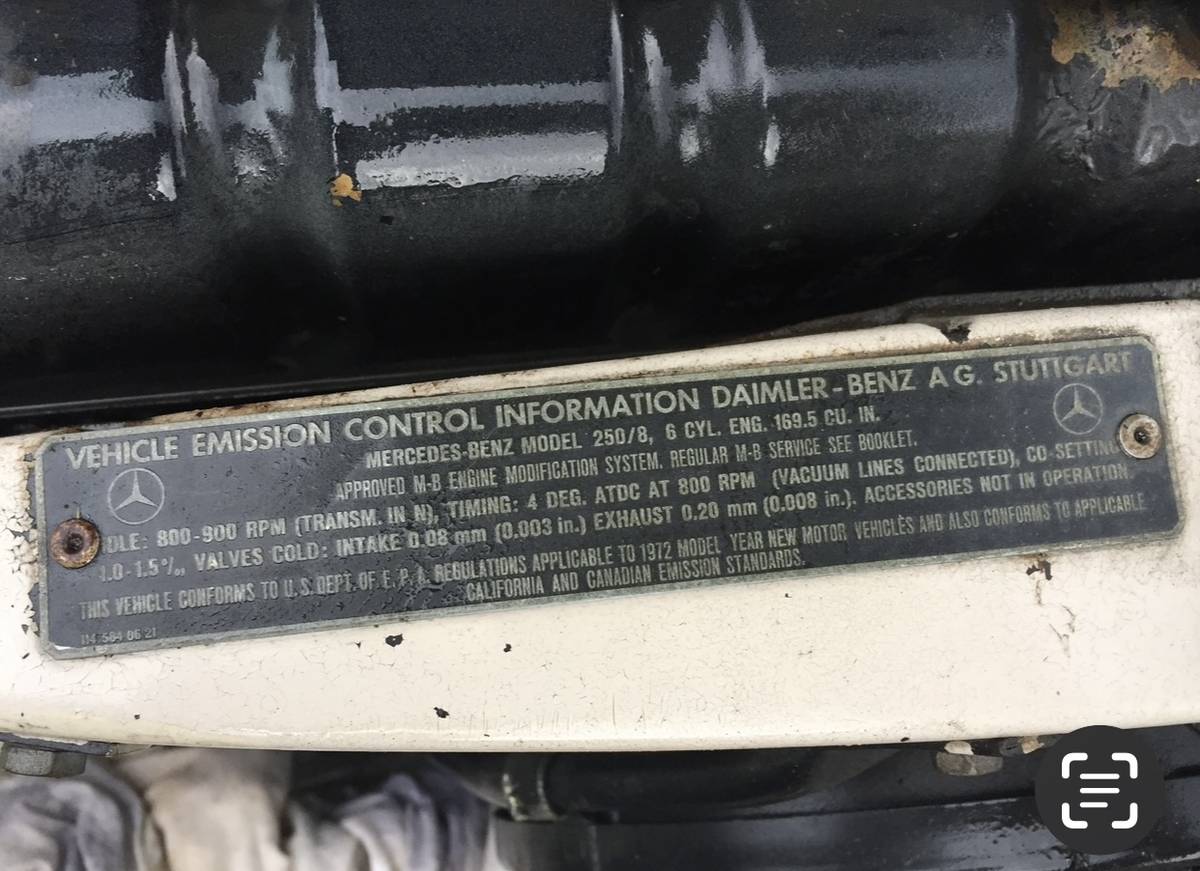 VEHICLE EMISSION CONTROL INFORMATION DAIMLER-BENZ A G. STUTTGART
MERCEDES-BENZ MODEL 250/8, 6 CYL. ENG. 169.5 CU. IN.
APPROVED M-B ENGINE MODIFICATION SYSTEM. REGULAR M-B SERVICE SEE BOOKLET.
DLE: 800-900 RPM (TRANSM. IN N), TIMING: 4 DEG. ATDC AT 800 RPM (VACUUM LINES CONNECTED), CO-SETTING
1.0-1.5%, VALVES COLD: INTAKE 0.08 mm (0.003 in.) EXHAUST 0.20 mm (0.008 in.). ACCESSORIES NOT IN OPERATION
THIS VEHICLE CONFORMS TO U.S. DEPT. OF E.P.A. REGULATIONS APPLICABLE TO 1972 MODEL YEAR NEW MOTOR VEHICLES AND ALSO CONFORMS TO APPLICABLE
CALIFORNIA AND CANADIAN EMISSION STANDARDS.
114 584 06 21